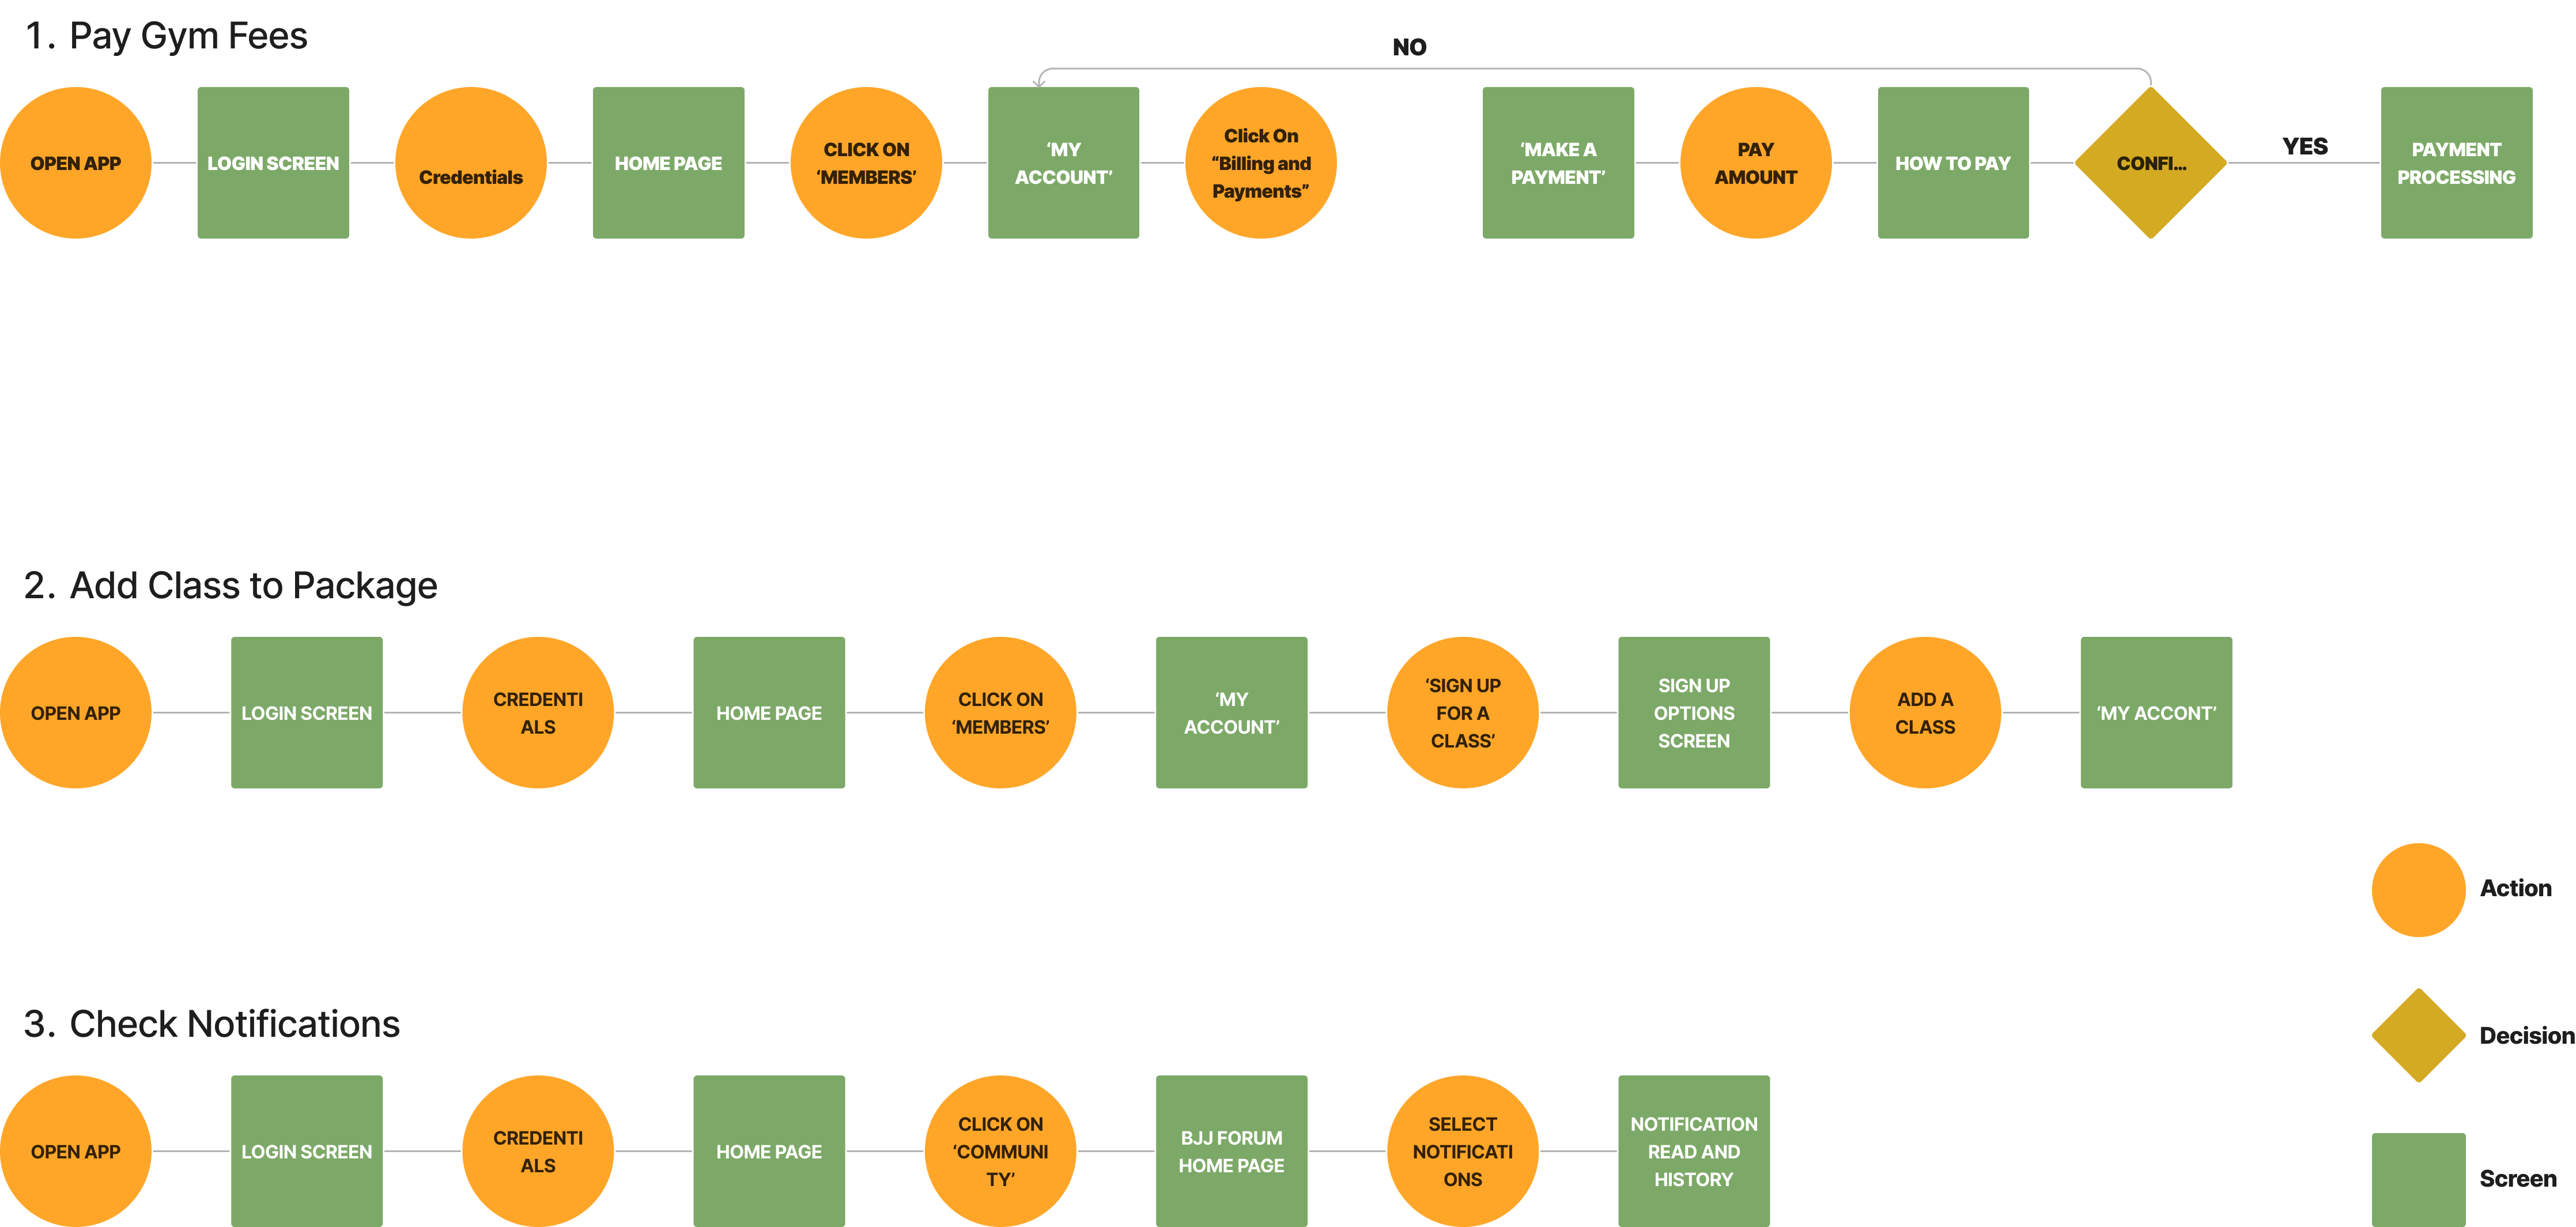 1. Pay Gym Fees
NO
OPEN APP
LOGIN SCREEN
Credentials
HOME PAGE
CLICK ON
‘MEMBERS’
‘MY
ACCOUNT’
Click On
“Billing and
Payments”
‘MAKE A
PAYMENT’
PAY
AMOUNT
HOW TO PAY
CONFI...
YES
PAYMENT
PROCESSING
2. Add Class to Package
OPEN APP
LOGIN SCREEN
CREDENTI
ALS
HOME PAGE
CLICK ON
‘MEMBERS’
‘MY
ACCOUNT’
‘SIGN UP
FOR A
CLASS’
SIGN UP
OPTIONS
SCREEN
ADD A
CLASS
‘MY ACCONT’
Action
Decision
Screen
3. Check Notifications
OPEN APP
LOGIN SCREEN
CREDENTI
ALS
HOME PAGE
CLICK ON
‘COMMUNI
TY’
BJJ FORUM
HOME PAGE
SELECT
NOTIFICATI
ONS
NOTIFICATION
READ AND
HISTORY